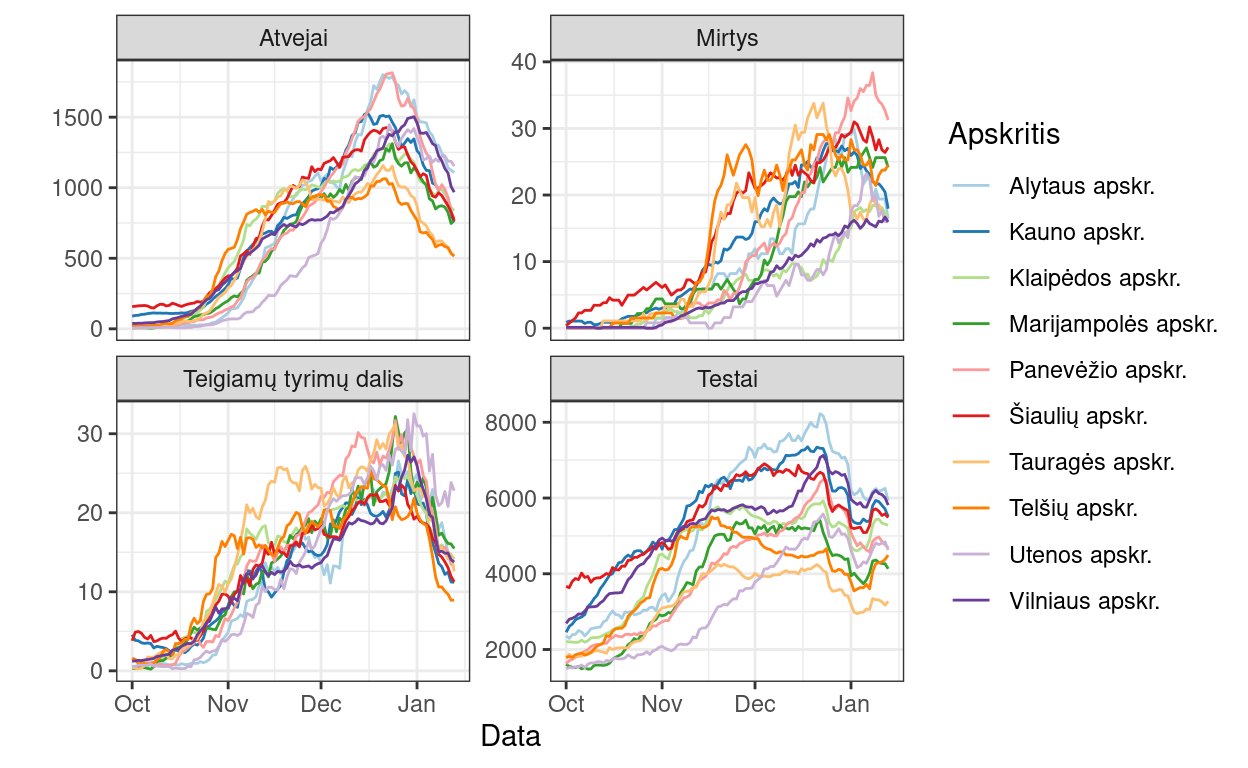 Atvejai
Mirtys
1500
1000
500
0
40
30
20
10
0
Teigiamų tyrimų dalis
Testai
30
20
10
0
8000
6000
4000
2000
Oct Nov Dec Jan
Oct Nov Dec Jan
Data
Apskritis
Alytaus apskr.
Kauno apskr.
Klaipėdos apskr.
Marijampolės apskr.
Panevėžio apskr.
Šiaulių apskr.
Tauragės apskr.
Telšių apskr.
Utenos apskr.
Vilniaus apskr.